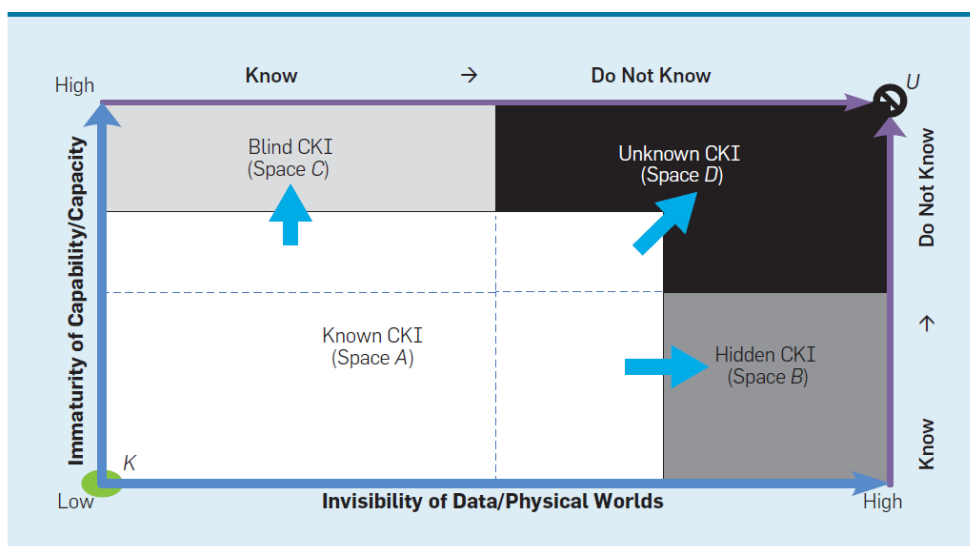 Know → Do Not Know
High
U
Blind CKI
(Space C)
Unknown CKI
(Space D)
Immaturity of Capability/Capacity
Do Not Know
→
Know
Known CKI
(Space A)
Hidden CKI
(Space B)
K
Low
Invisibility of Data/Physical Worlds
High